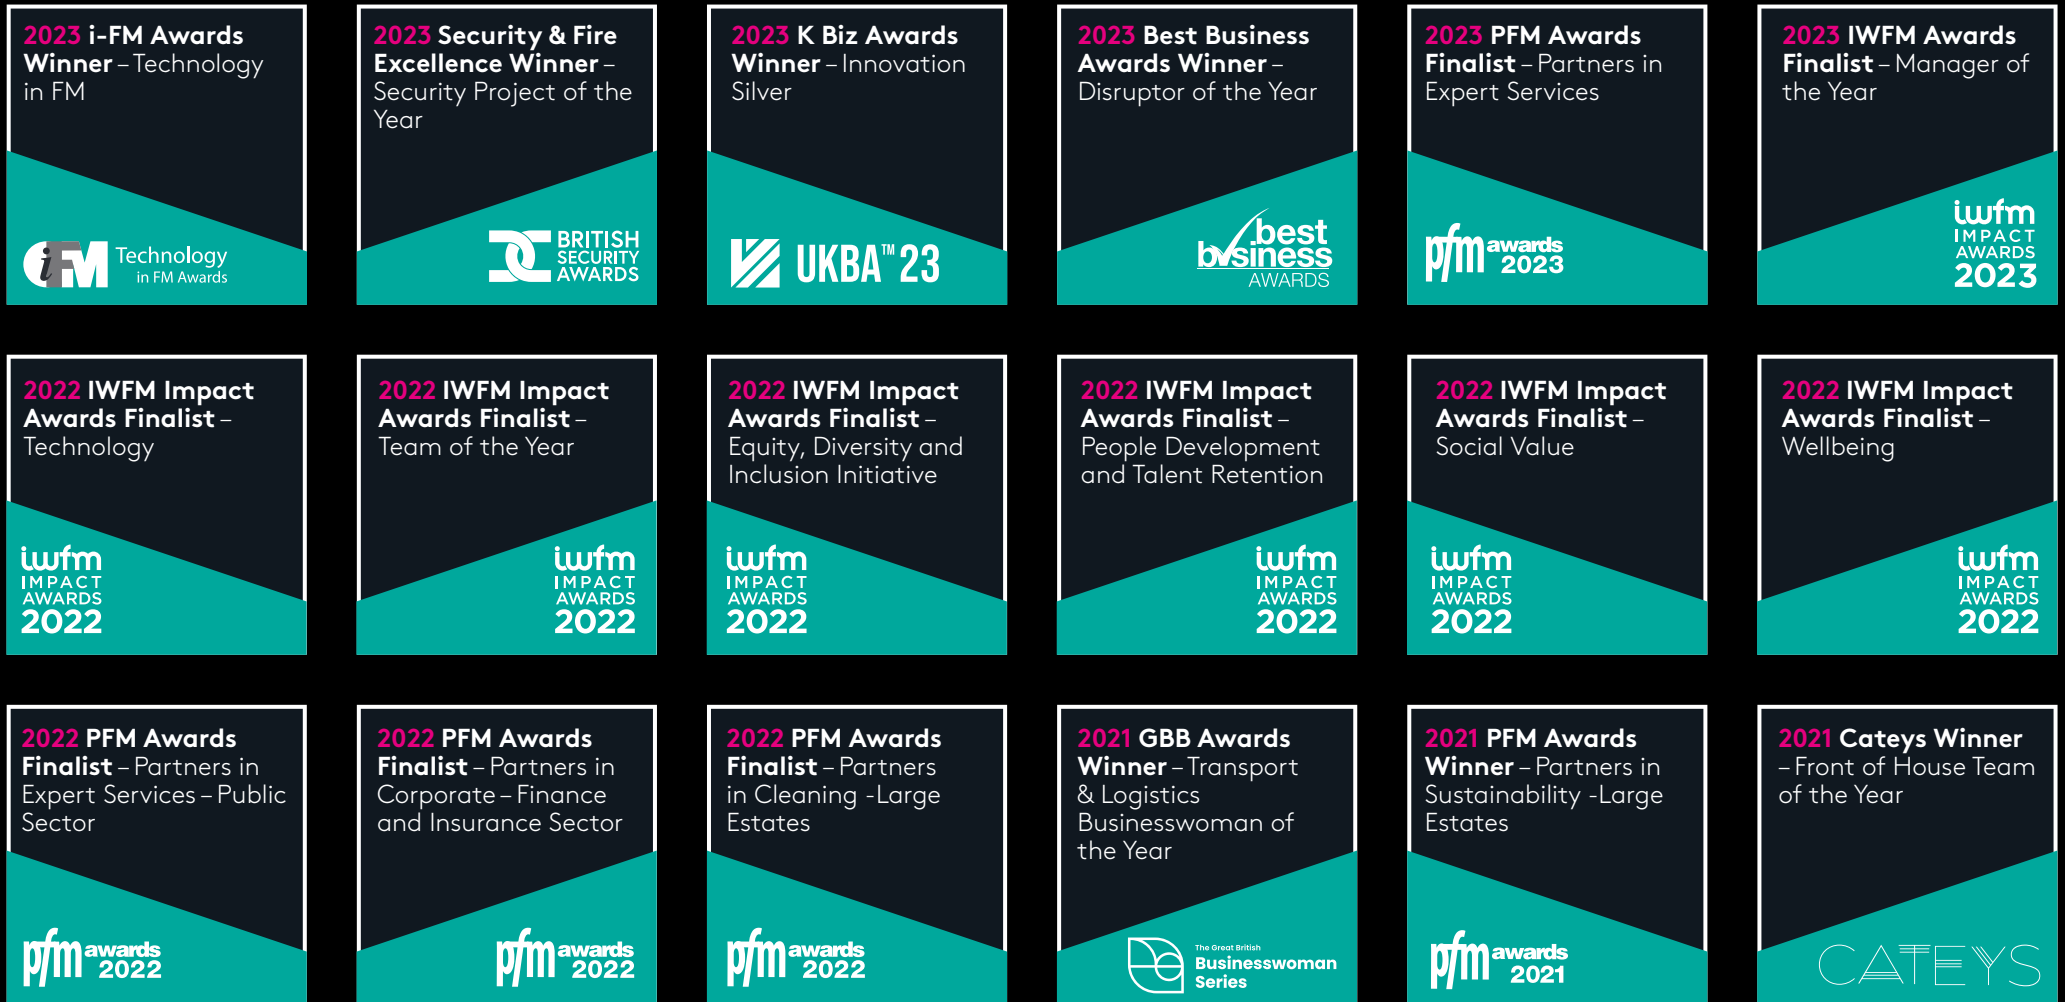 2023 i-FM Awards
Winner – Technology
in FM
iFM Technology
in FM Awards
2023 Security & Fire
Excellence Winner –
Security Project of the
Year
BRITISH
SECURITY
AWARDS
2023 K Biz Awards
Winner – Innovation
Silver
UKBA™ 23
2023 Best Business
Awards Winner –
Disruptor of the Year
best
business
AWARDS
2023 PFM Awards
Finalist – Partners in
Expert Services
pfm awards
2023
2023 IWFM Awards
Finalist – Manager of
the Year
iwfm
IMPACT
AWARDS
2023
2022 IWFM Impact
Awards Finalist –
Technology
iwfm
IMPACT
AWARDS
2022
2022 IWFM Impact
Awards Finalist –
Team of the Year
iwfm
IMPACT
AWARDS
2022
2022 IWFM Impact
Awards Finalist –
Equity, Diversity and
Inclusion Initiative
iwfm
IMPACT
AWARDS
2022
2022 IWFM Impact
Awards Finalist –
People Development
and Talent Retention
iwfm
IMPACT
AWARDS
2022
2022 IWFM Impact
Awards Finalist –
Social Value
iwfm
IMPACT
AWARDS
2022
2022 IWFM Impact
Awards Finalist –
Wellbeing
iwfm
IMPACT
AWARDS
2022
2022 PFM Awards
Finalist – Partners in
Expert Services – Public
Sector
pfm awards
2022
2022 PFM Awards
Finalist – Partners in
Corporate – Finance
and Insurance Sector
pfm awards
2022
2022 PFM Awards
Finalist – Partners
in Cleaning -Large
Estates
pfm awards
2022
2021 GBB Awards
Winner – Transport
& Logistics
Businesswoman of
the Year
The Great British
Businesswoman
Series
2021 PFM Awards
Winner – Partners in
Sustainability -Large
Estates
pfm awards
2021
2021 Cateys Winner
– Front of House Team
of the Year
CATEYS